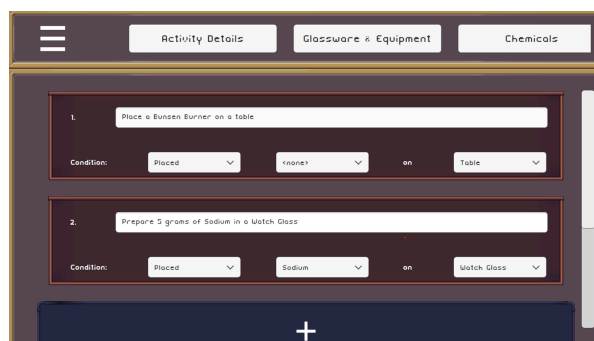 Activity Details
Glassware & Equipment
Chemicals
1. Place a Bunsen Burner on a table
Condition: Placed <none> on Table
2. Prepare 5 grams of Sodium in a Watch Glass
Condition: Placed Sodium on Watch Glass
+